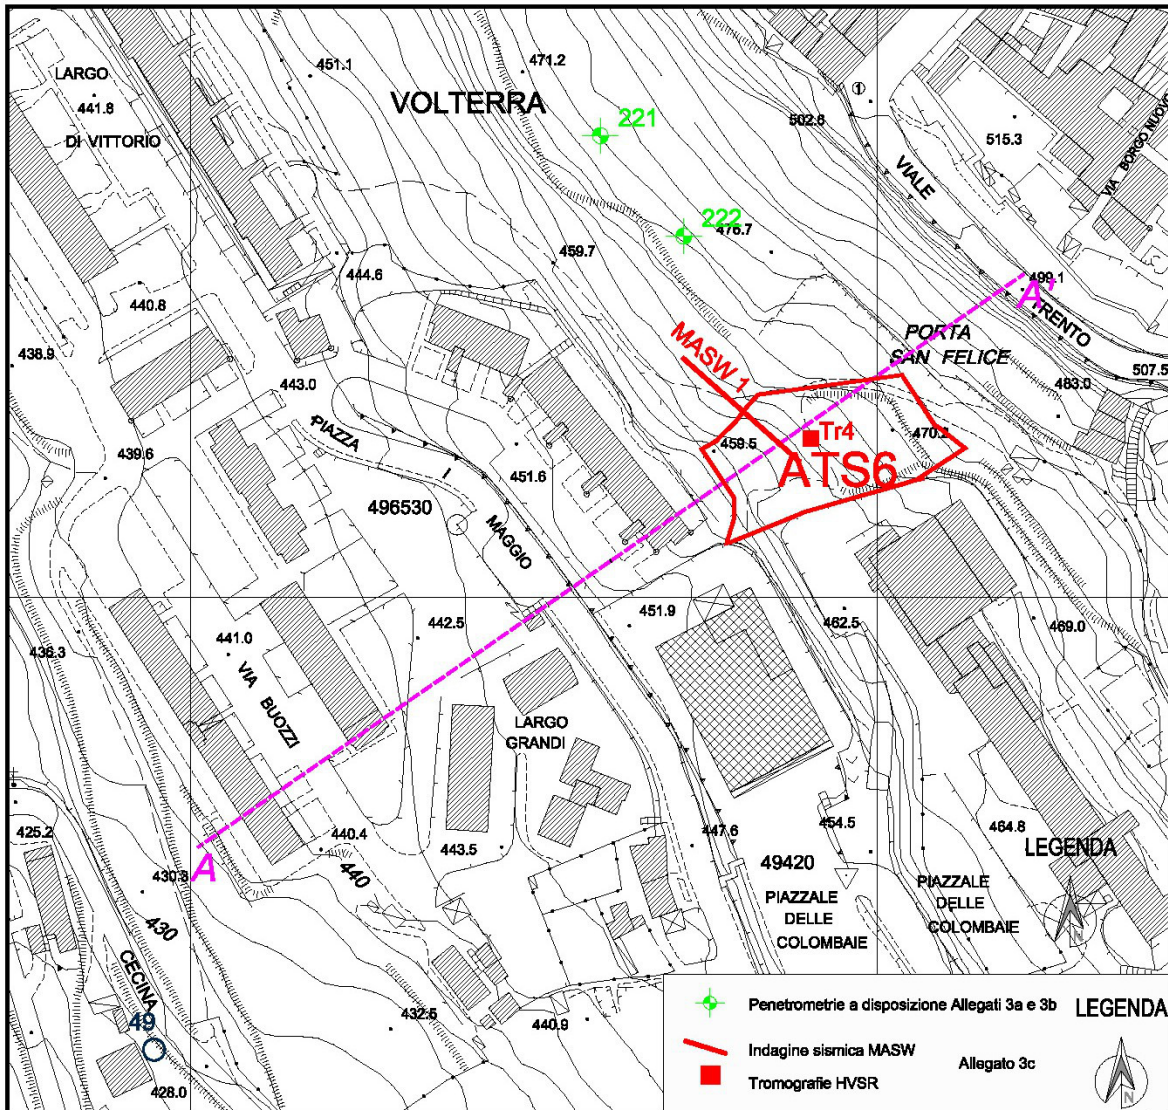 LARGO
441.8
DI VITTORIO
451.1
471.2
VOLTERRA
221
502.6
1
515.3
VIA BORGO NUOVO
VIALE
222
476.7
459.7
444.6
440.8
438.9
499.1
A'
TRENTO
PORTA
SAN FELICE
507.5
483.0
MASW 1
443.0
PIAZZA
I
MAGGIO
439.6
451.6
459.5
Tr4
470.2
ATS6
496530
442.5
451.9
462.5
469.0
436.3
441.0
VIA BUOZZI
LARGO
GRANDI
425.2
440.4
440
443.5
447.6
454.5
464.8
LEGENDA
49420
A
430.8
430
PIAZZALE
DELLE
COLOMBAIE
PIAZZALE
DELLE
COLOMBAIE
N
CECINA
49
428.0
432.5
440.9
Penetrometrie a disposizione Allegati 3a e 3b
LEGENDA
Indagine sismica MASW
Allegato 3c
Tromografie HVSR
N